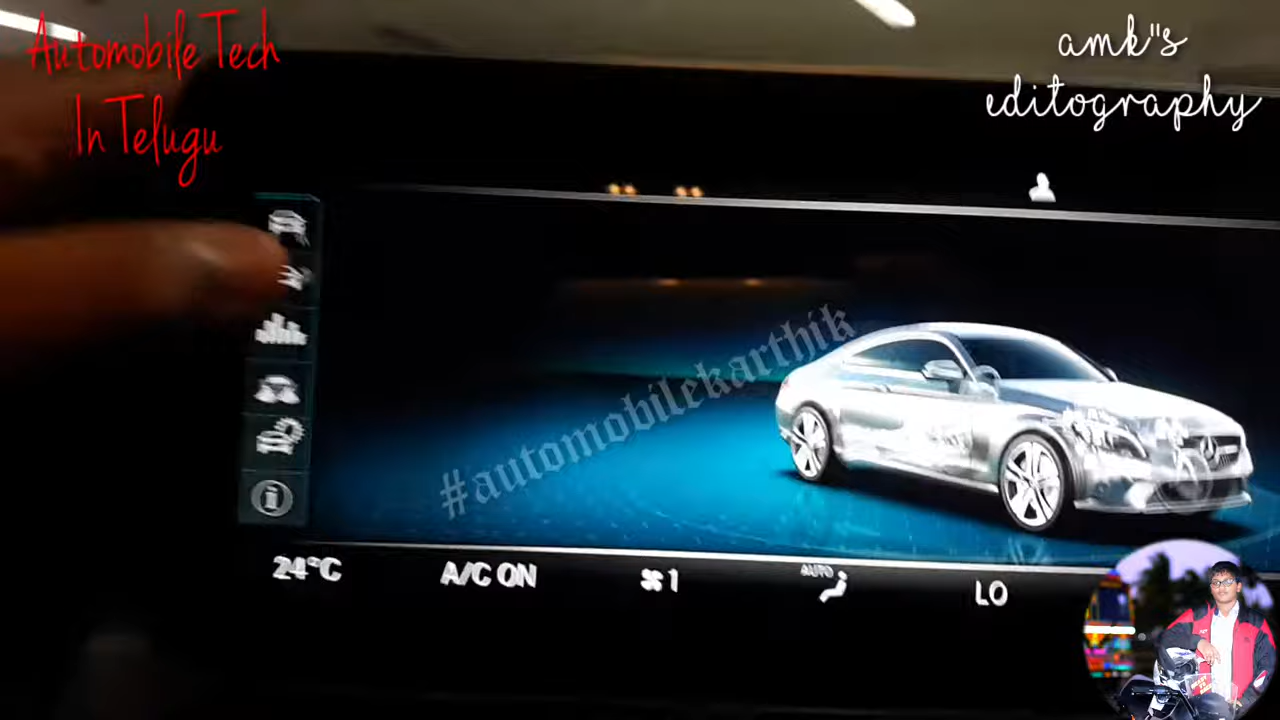 Automobile Tech
In Telugu
amk"s
editography
#automobilekarthik
24°C
A/C ON
1
AUTO
LO